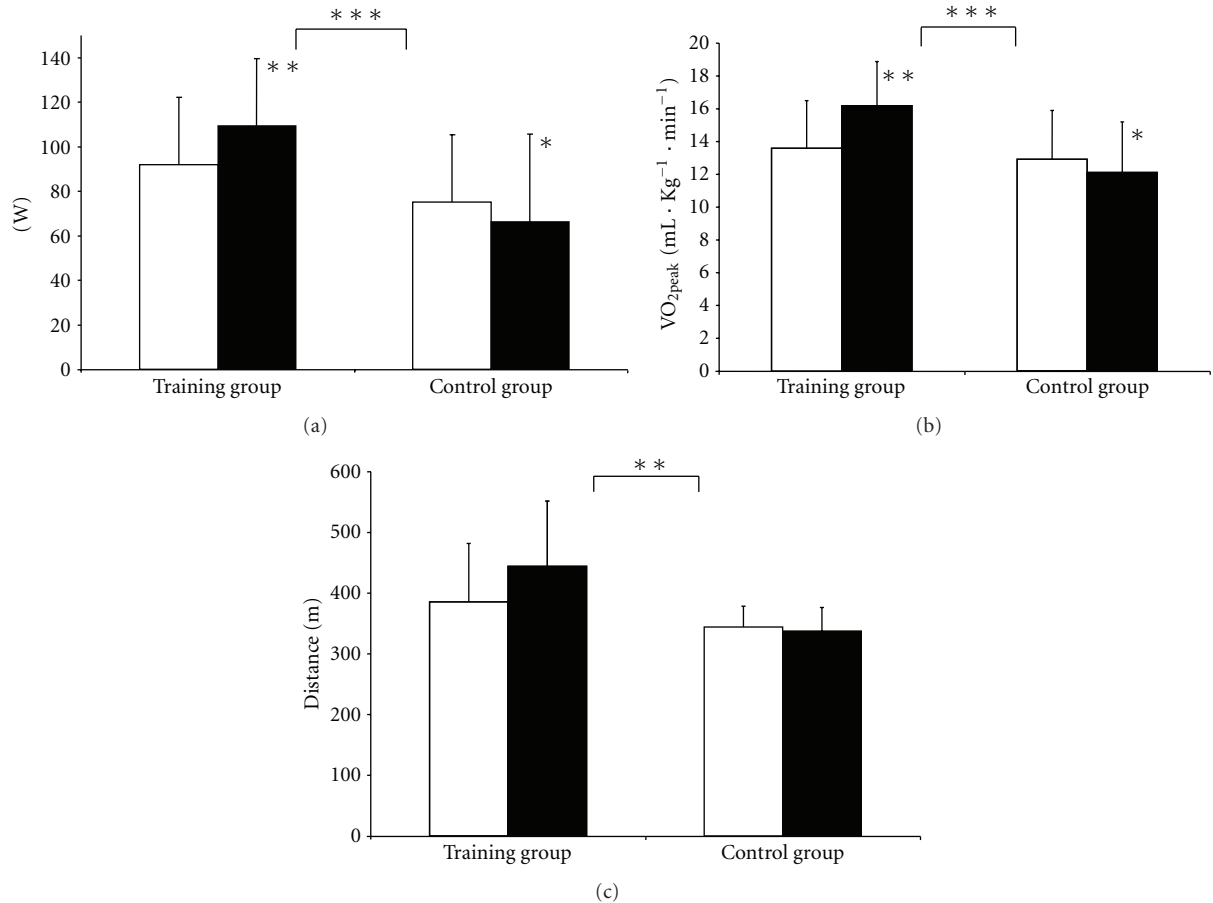 ∗ ∗ ∗
140
∗ ∗
120
100
∗
80
(W)
60
40
20
0
Training group Control group
(a)
∗ ∗ ∗
20
18
∗ ∗
16
14
∗
12
10
8
6
4
2
0
VO2peak (mL · Kg−1 · min−1)
Training group Control group
(b)
600
∗ ∗
500
400
300
200
100
0
Distance (m)
Training group Control group
(c)